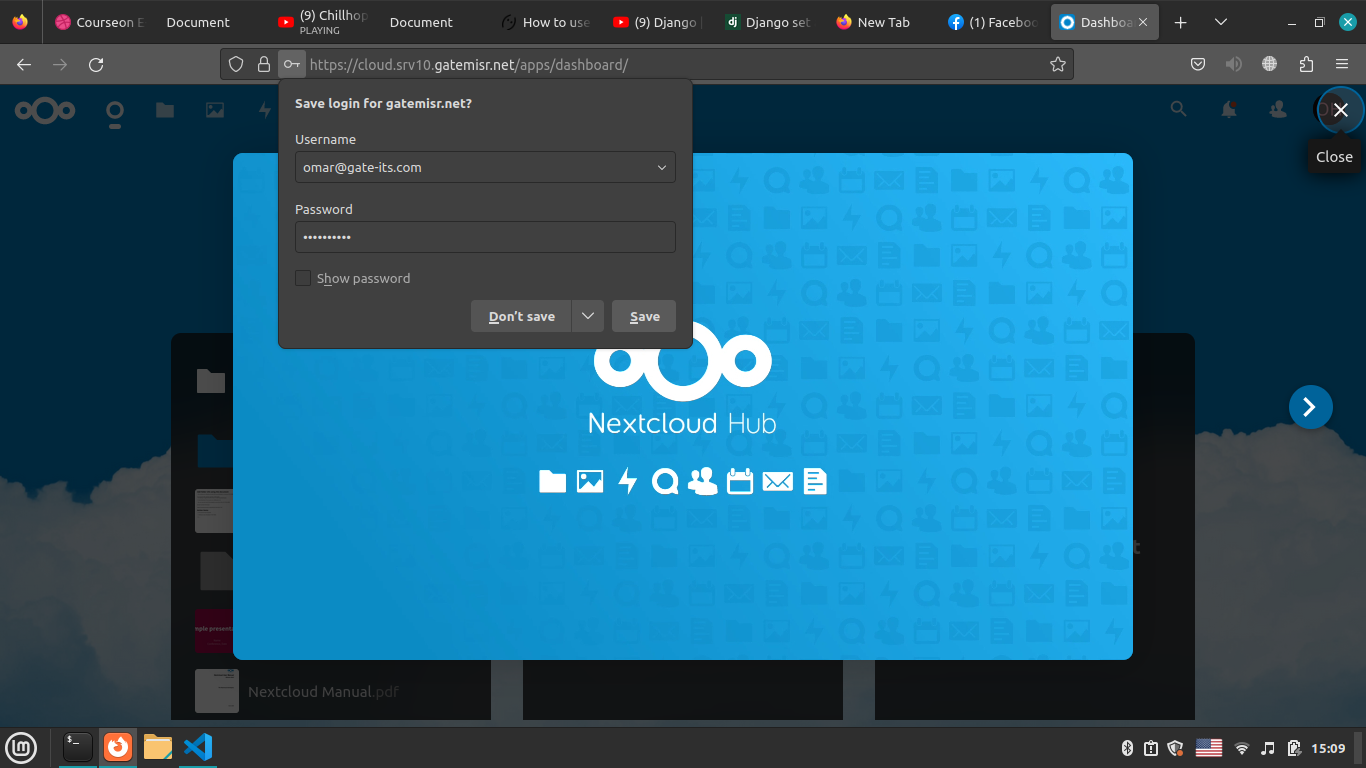 Courseon E
Document
(9) Chillhop
PLAYING
Document
How to use
(9) Django
Django set
New Tab
(1) Faceboo
Dashboa
https://cloud.srv10.gatemisr.net/apps/dashboard/
Save login for gatemisr.net?
Username
omar@gate-its.com
Password
Show password
Don't save
Save
Close
Nextcloud Hub
Nextcloud Manual.pdf
15:09